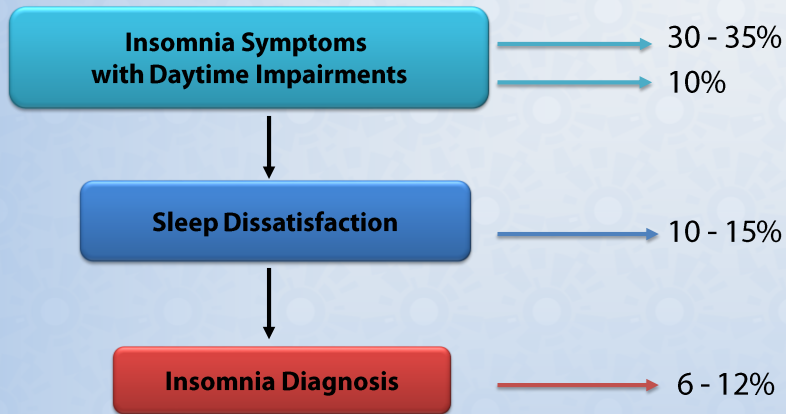 Insomnia Symptoms
with Daytime Impairments
30 - 35%
10%
Sleep Dissatisfaction
10 - 15%
Insomnia Diagnosis
6 - 12%